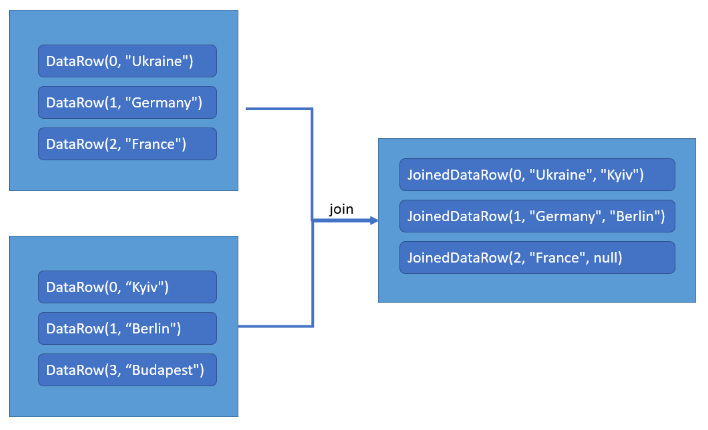 DataRow(0, "Ukraine")
DataRow(1, "Germany")
DataRow(2, "France")
DataRow(0, “Kyiv")
DataRow(1, “Berlin")
DataRow(3, “Budapest")
join
JoinedDataRow(0, "Ukraine", "Kyiv")
JoinedDataRow(1, "Germany", "Berlin")
JoinedDataRow(2, "France", null)